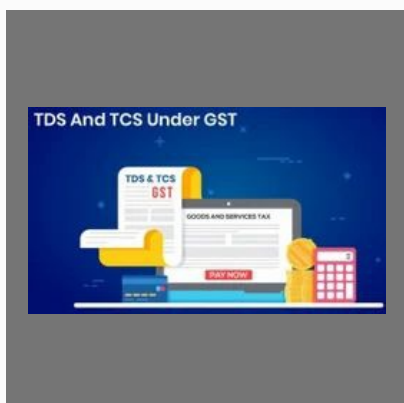 TDS And TCS Under GST
TDS & TCS
GST
GOODS AND SERVICES TAX
PAY NOW